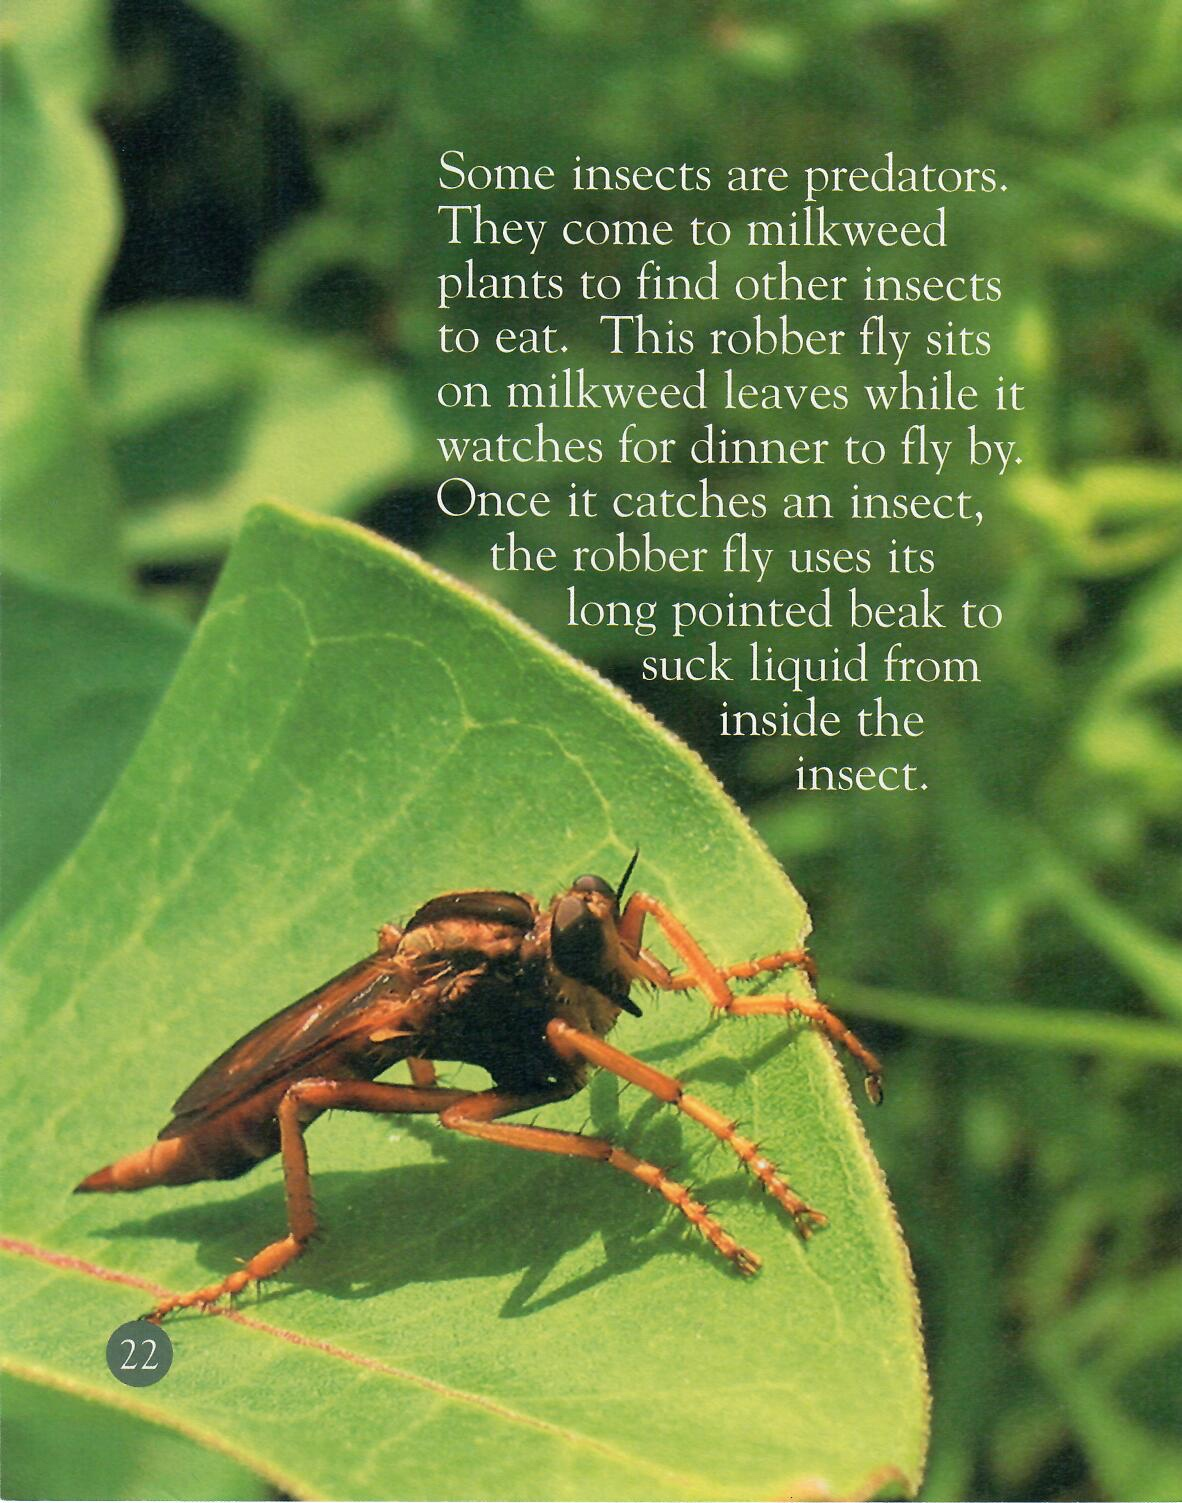 Some insects are predators.
They come to milkweed
plants to find other insects
to eat.  This robber fly sits
on milkweed leaves while it
watches for dinner to fly by.
Once it catches an insect,
the robber fly uses its
long pointed beak to
suck liquid from
inside the
insect.
22